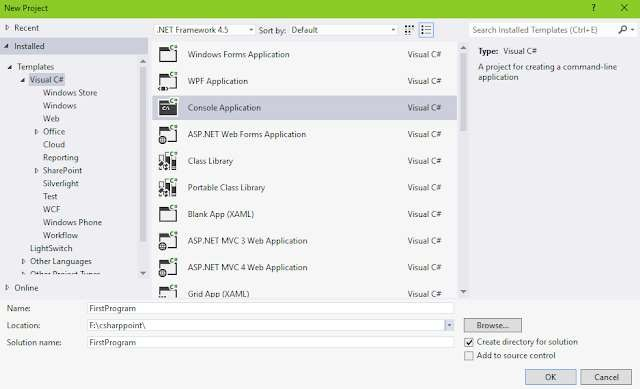 New Project
?
×
Recent
.NET Framework 4.5
Sort by:
Default
Search Installed Templates (Ctrl+E)
Installed
Templates
Visual C#
Windows Store
Windows
Web
Office
Cloud
Reporting
SharePoint
Silverlight
Test
WCF
Windows Phone
Workflow
LightSwitch
Other Languages
Other Project Types
Online
Windows Forms Application Visual C#
WPF Application Visual C#
Console Application Visual C#
ASP.NET Web Forms Application Visual C#
Class Library Visual C#
Portable Class Library Visual C#
Blank App (XAML) Visual C#
ASP.NET MVC 3 Web Application Visual C#
ASP.NET MVC 4 Web Application Visual C#
Grid App (XAML) Visual C#
Type: Visual C#
A project for creating a command-line
application
Name: FirstProgram
Location: E:\csharppoint\
Browse...
Solution name: FirstProgram
Create directory for solution
Add to source control
OK
Cancel